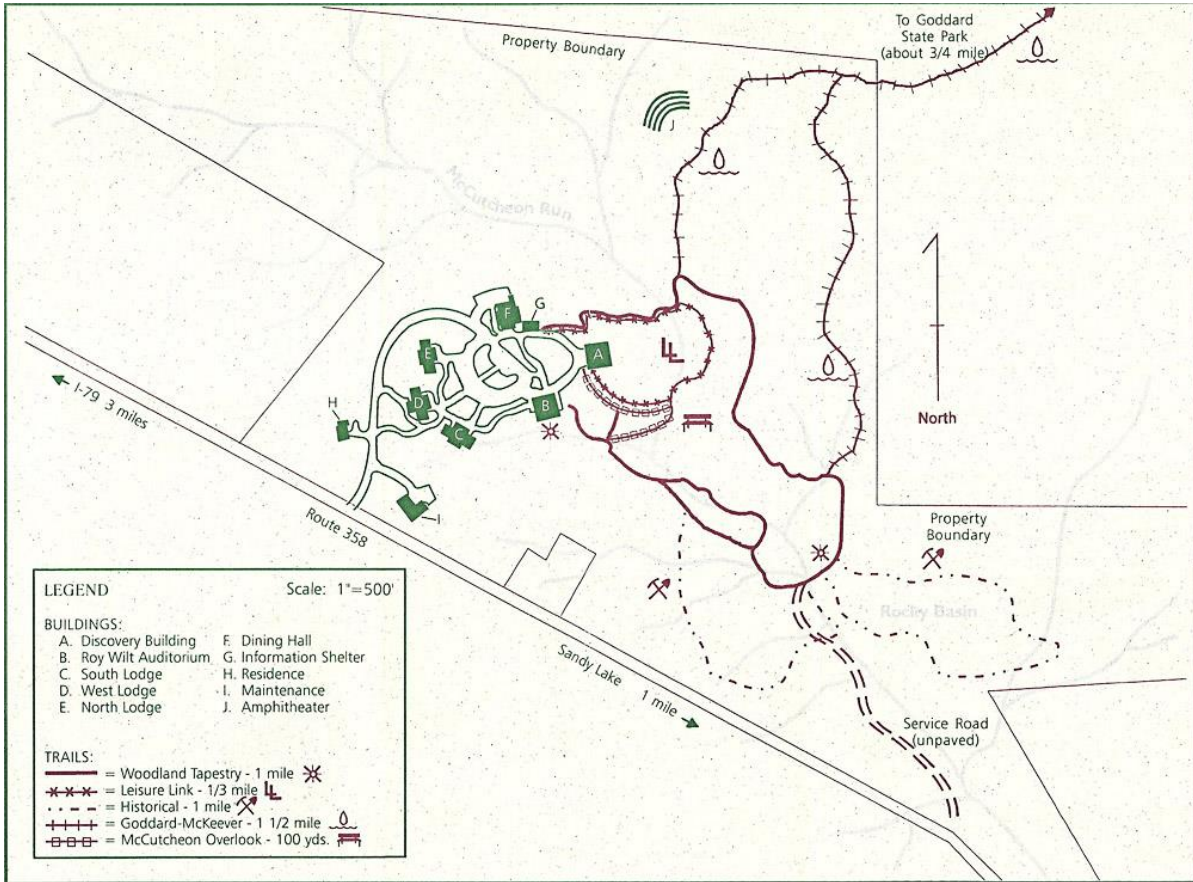 To Goddard
State Park
(about 3/4 mile)
Property Boundary
J
McCutcheon Run
G
F
A
E
H
D
B
C
North
I-79 3 miles
I
Route 358
Property
Boundary
Rocky Basin
Sandy Lake 1 mile
Service Road
(unpaved)
LEGEND Scale: 1"=500'
BUILDINGS:
A. Discovery Building F. Dining Hall
B. Roy Wilt Auditorium G. Information Shelter
C. South Lodge H. Residence
D. West Lodge I. Maintenance
E. North Lodge J. Amphitheater
TRAILS:
= Woodland Tapestry - 1 mile
= Leisure Link - 1/3 mile LL
= Historical - 1 mile
= Goddard-McKeever - 1 1/2 mile
= McCutcheon Overlook - 100 yds.
LL